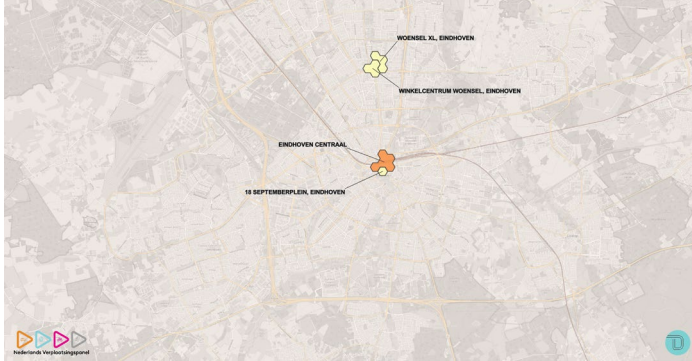 WOENSEL XL, EINDHOVEN
WINKELCENTRUM WOENSEL, EINDHOVEN
EINDHOVEN CENTRAAL
18 SEPTEMBERPLEIN, EINDHOVEN
Nederlands Verplaatsingspanel